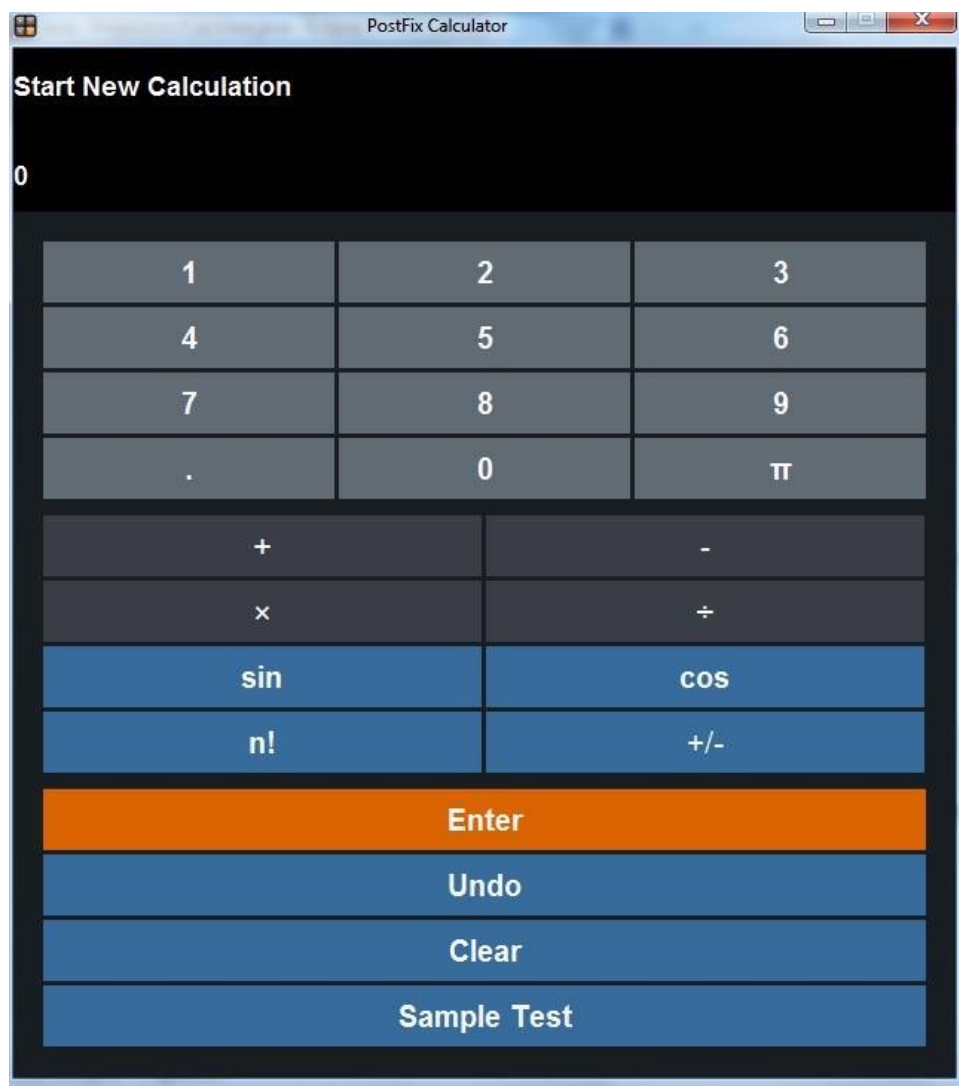 PostFix Calculator
Start New Calculation
0
1 2 3
4 5 6
7 8 9
. 0 π
+ -
× ÷
sin cos
n! +/-
Enter
Undo
Clear
Sample Test